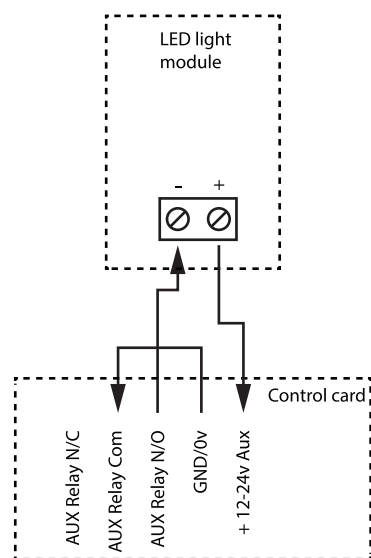 LED light
module
- +
Control card
AUX Relay N/C
AUX Relay Com
AUX Relay N/O
GND/0v
+ 12-24v Aux